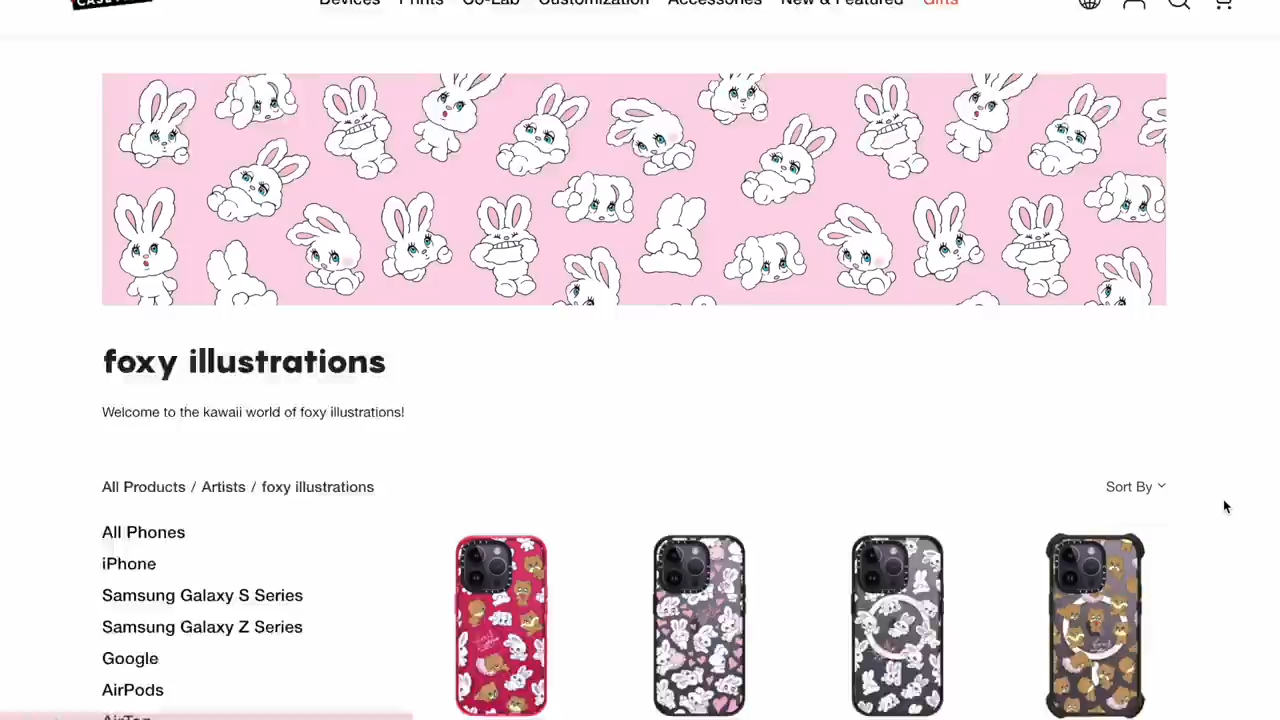 Devices Prints Co-Lab Customization Accessories New & Featured Gifts
foxy illustrations
Welcome to the kawaii world of foxy illustrations!
All Products / Artists / foxy illustrations
Sort By
All Phones
iPhone
Samsung Galaxy S Series
Samsung Galaxy Z Series
Google
AirPods
AirTag